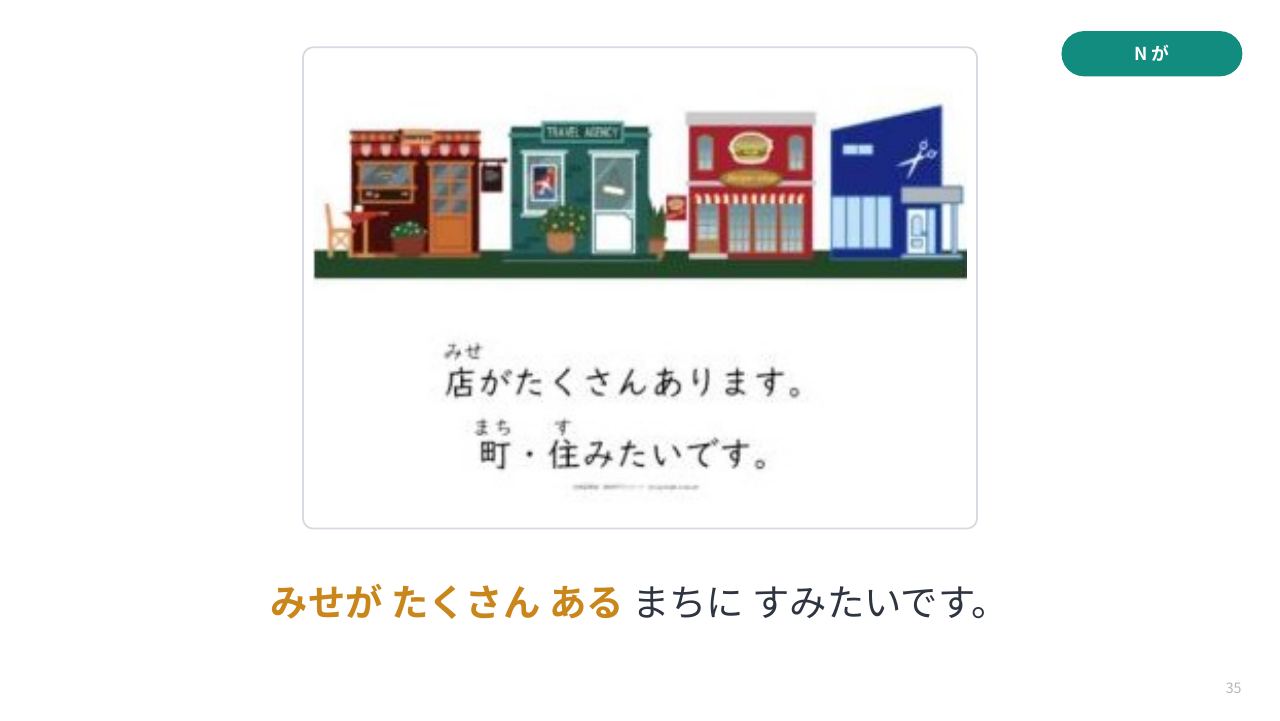 N が
TRAVEL AGENCY
みせ
店がたくさんあります。
まち す
町・住みたいです。
みせが たくさん ある まちに すみたいです。
35